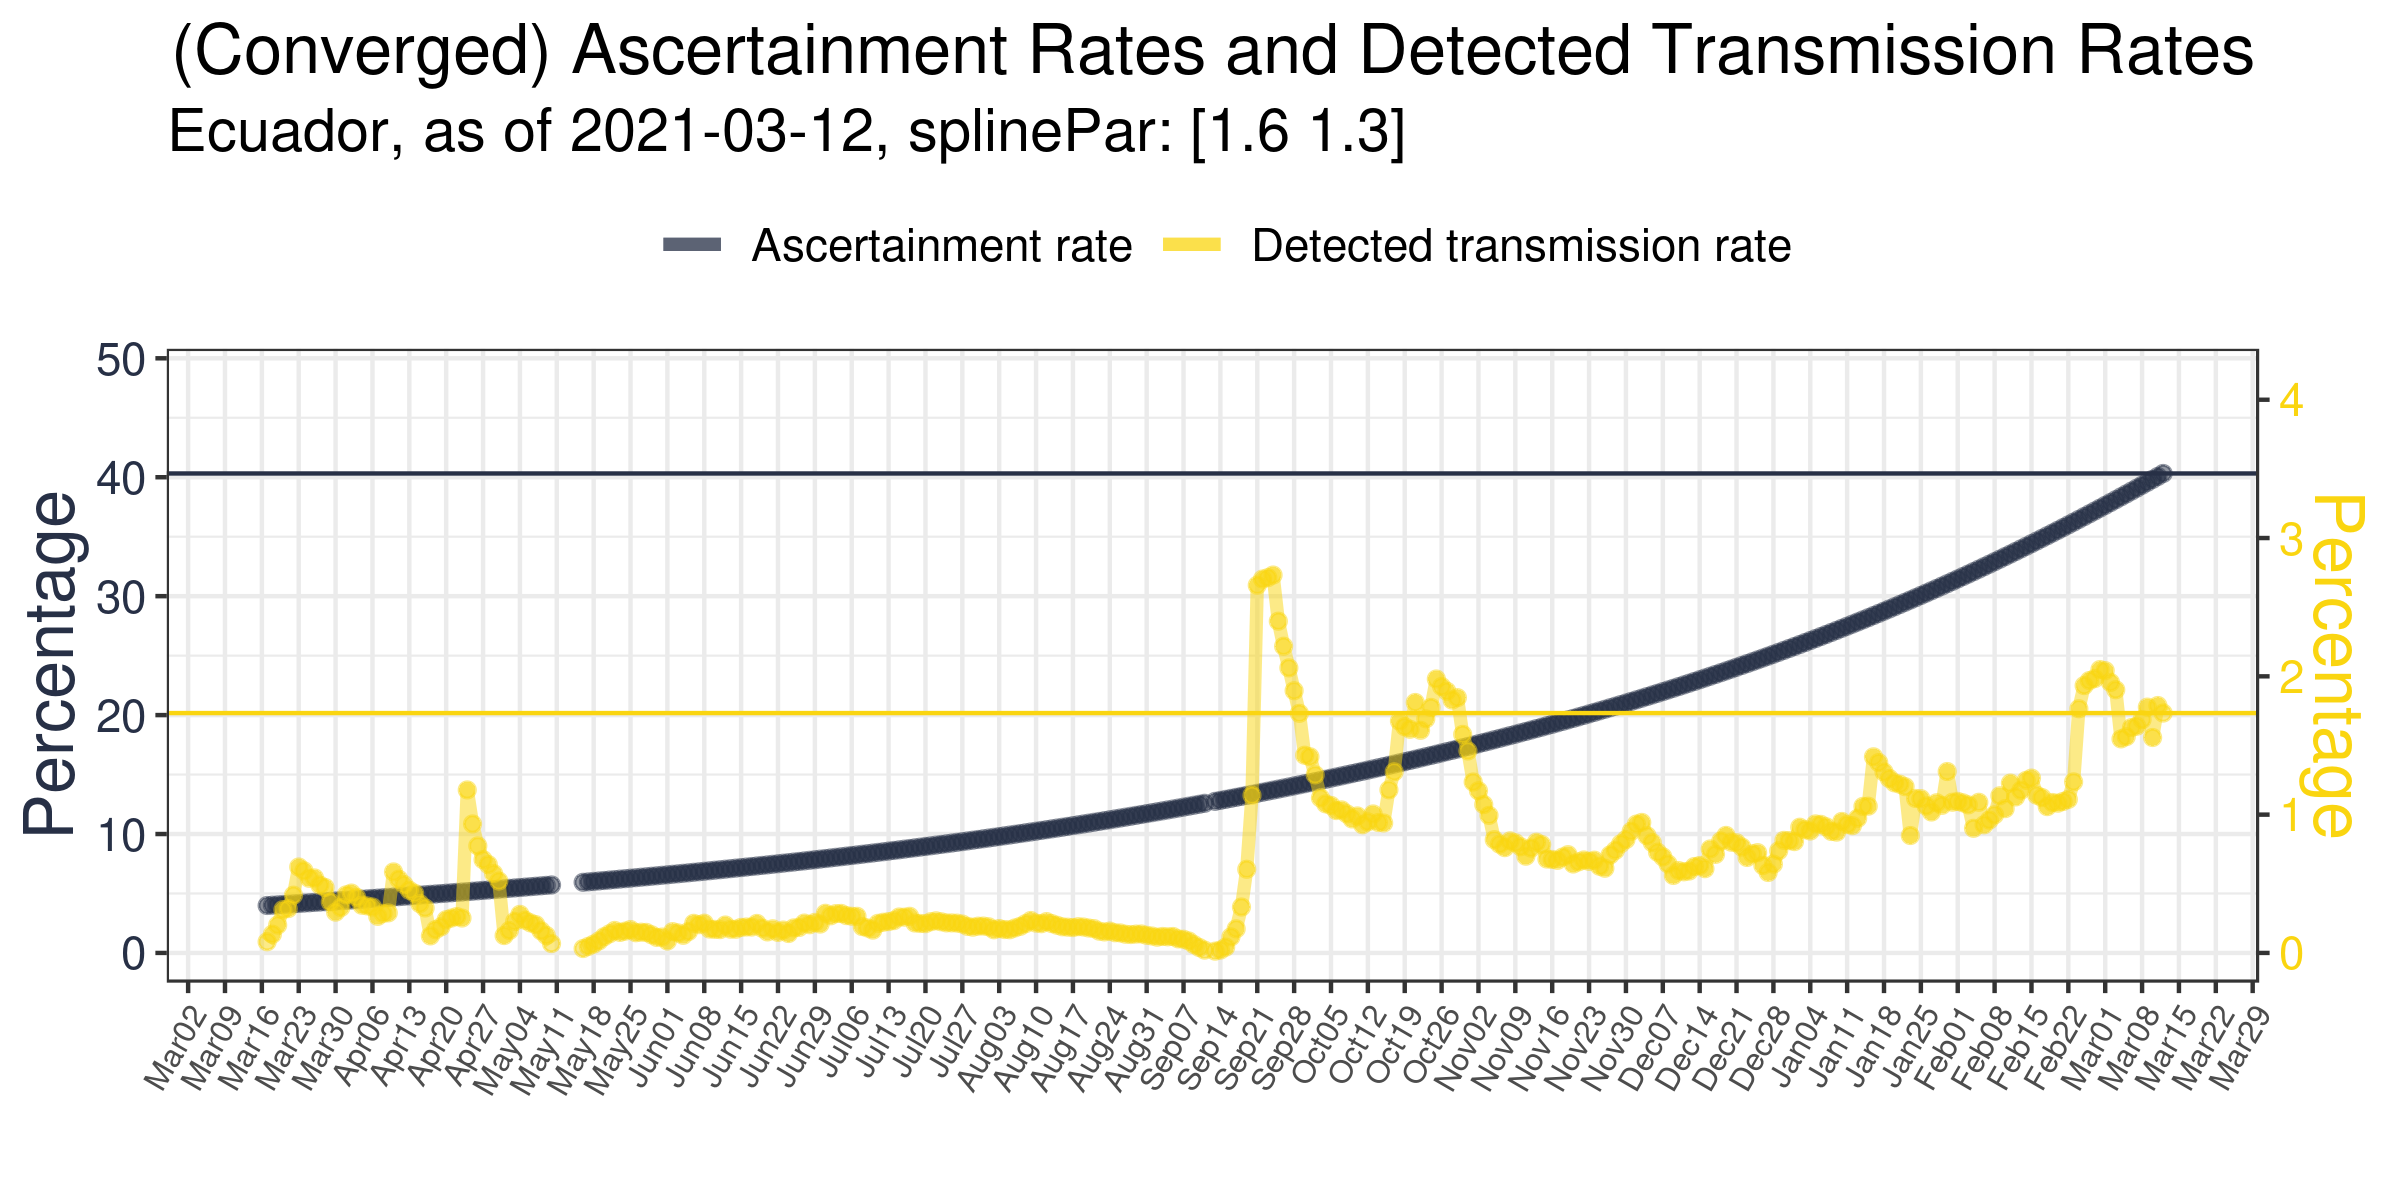 (Converged) Ascertainment Rates and Detected Transmission Rates
Ecuador, as of 2021-03-12, splinePar: [1.6 1.3]
Ascertainment rate
Detected transmission rate
Percentage
50
40
30
20
10
0
4
3
2
1
0
Percentage
Mar02
Mar09
Mar16
Mar23
Mar30
Apr06
Apr13
Apr20
Apr27
May04
May11
May18
May25
Jun01
Jun08
Jun15
Jun22
Jun29
Jul06
Jul13
Jul20
Jul27
Aug03
Aug10
Aug17
Aug24
Aug31
Sep07
Sep14
Sep21
Sep28
Oct05
Oct12
Oct19
Oct26
Nov02
Nov09
Nov16
Nov23
Nov30
Dec07
Dec14
Dec21
Dec28
Jan04
Jan11
Jan18
Jan25
Feb01
Feb08
Feb15
Feb22
Mar01
Mar08
Mar15
Mar22
Mar29